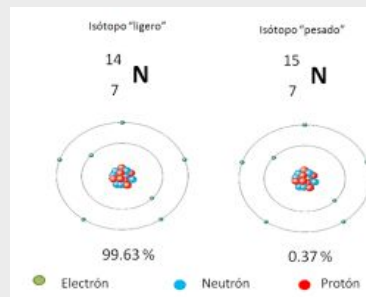 Isótopo "ligero"
Isótopo "pesado"
14
7
N
15
7
N
99.63 %
0.37 %
Electrón
Neutrón
Protón